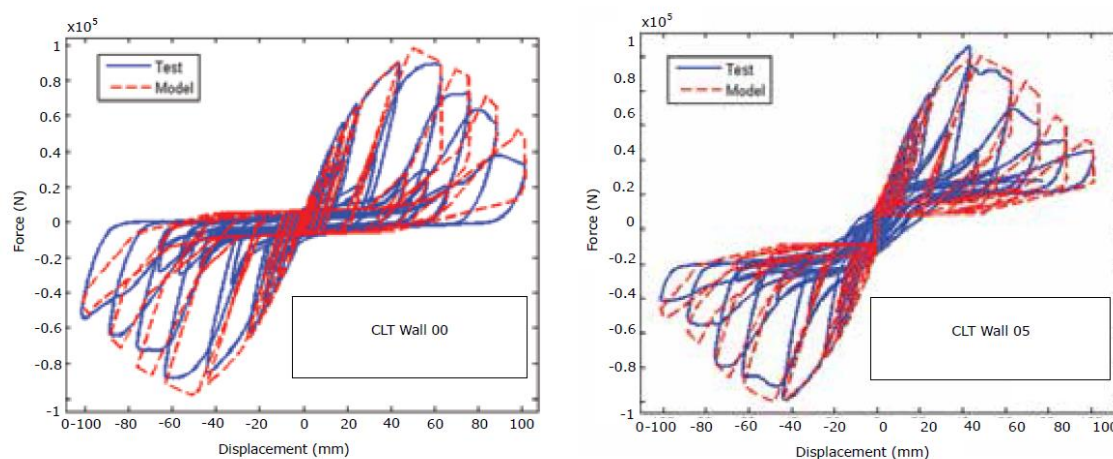 x10⁵
1
0.8
0.6
0.4
0.2
0
-0.2
-0.4
-0.6
-0.8
-1
Force (N)
Test
Model
CLT Wall 00
0-100 -80 -60 -40 -20 0 20 40 60 80 100
Displacement (mm)
x10⁵
1
0.8
0.6
0.4
0.2
0
-0.2
-0.4
-0.6
-0.8
-1
Force (N)
Test
Model
CLT Wall 05
0-100 -80 -60 -40 -20 0 20 40 60 80 100
Displacement (mm)